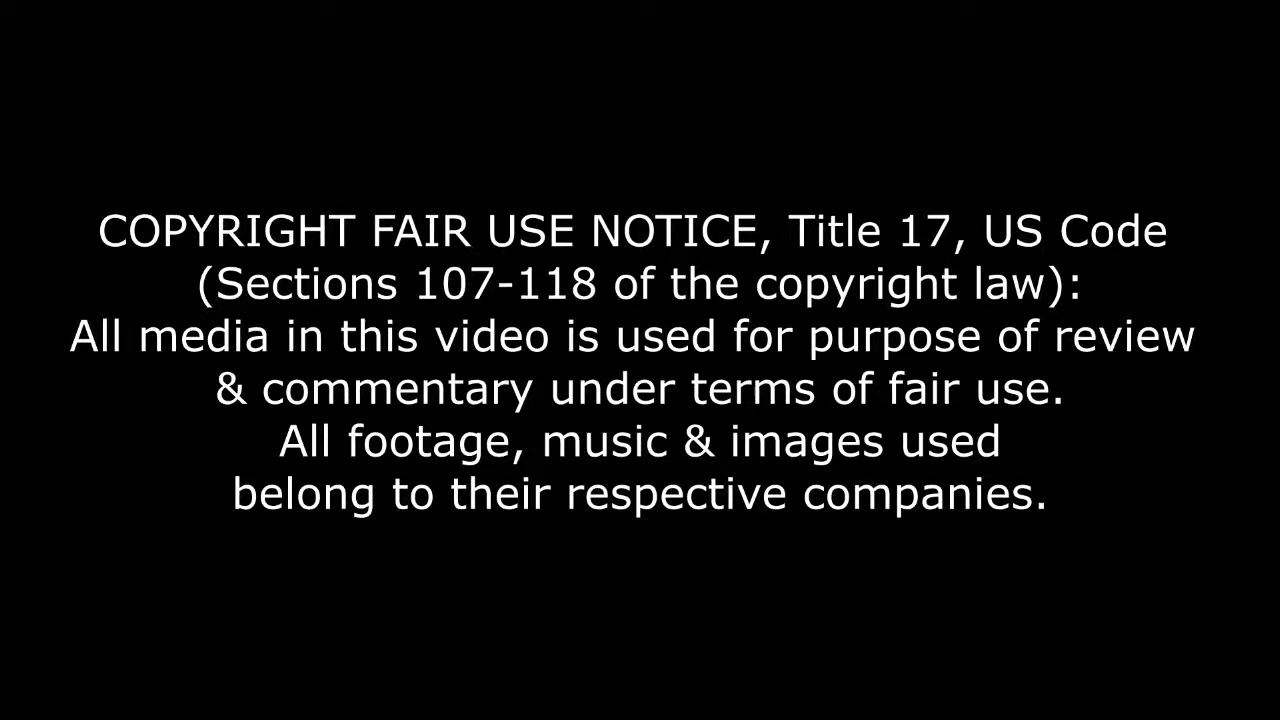 COPYRIGHT FAIR USE NOTICE, Title 17, US Code
(Sections 107-118 of the copyright law):
All media in this video is used for purpose of review
& commentary under terms of fair use.
All footage, music & images used
belong to their respective companies.